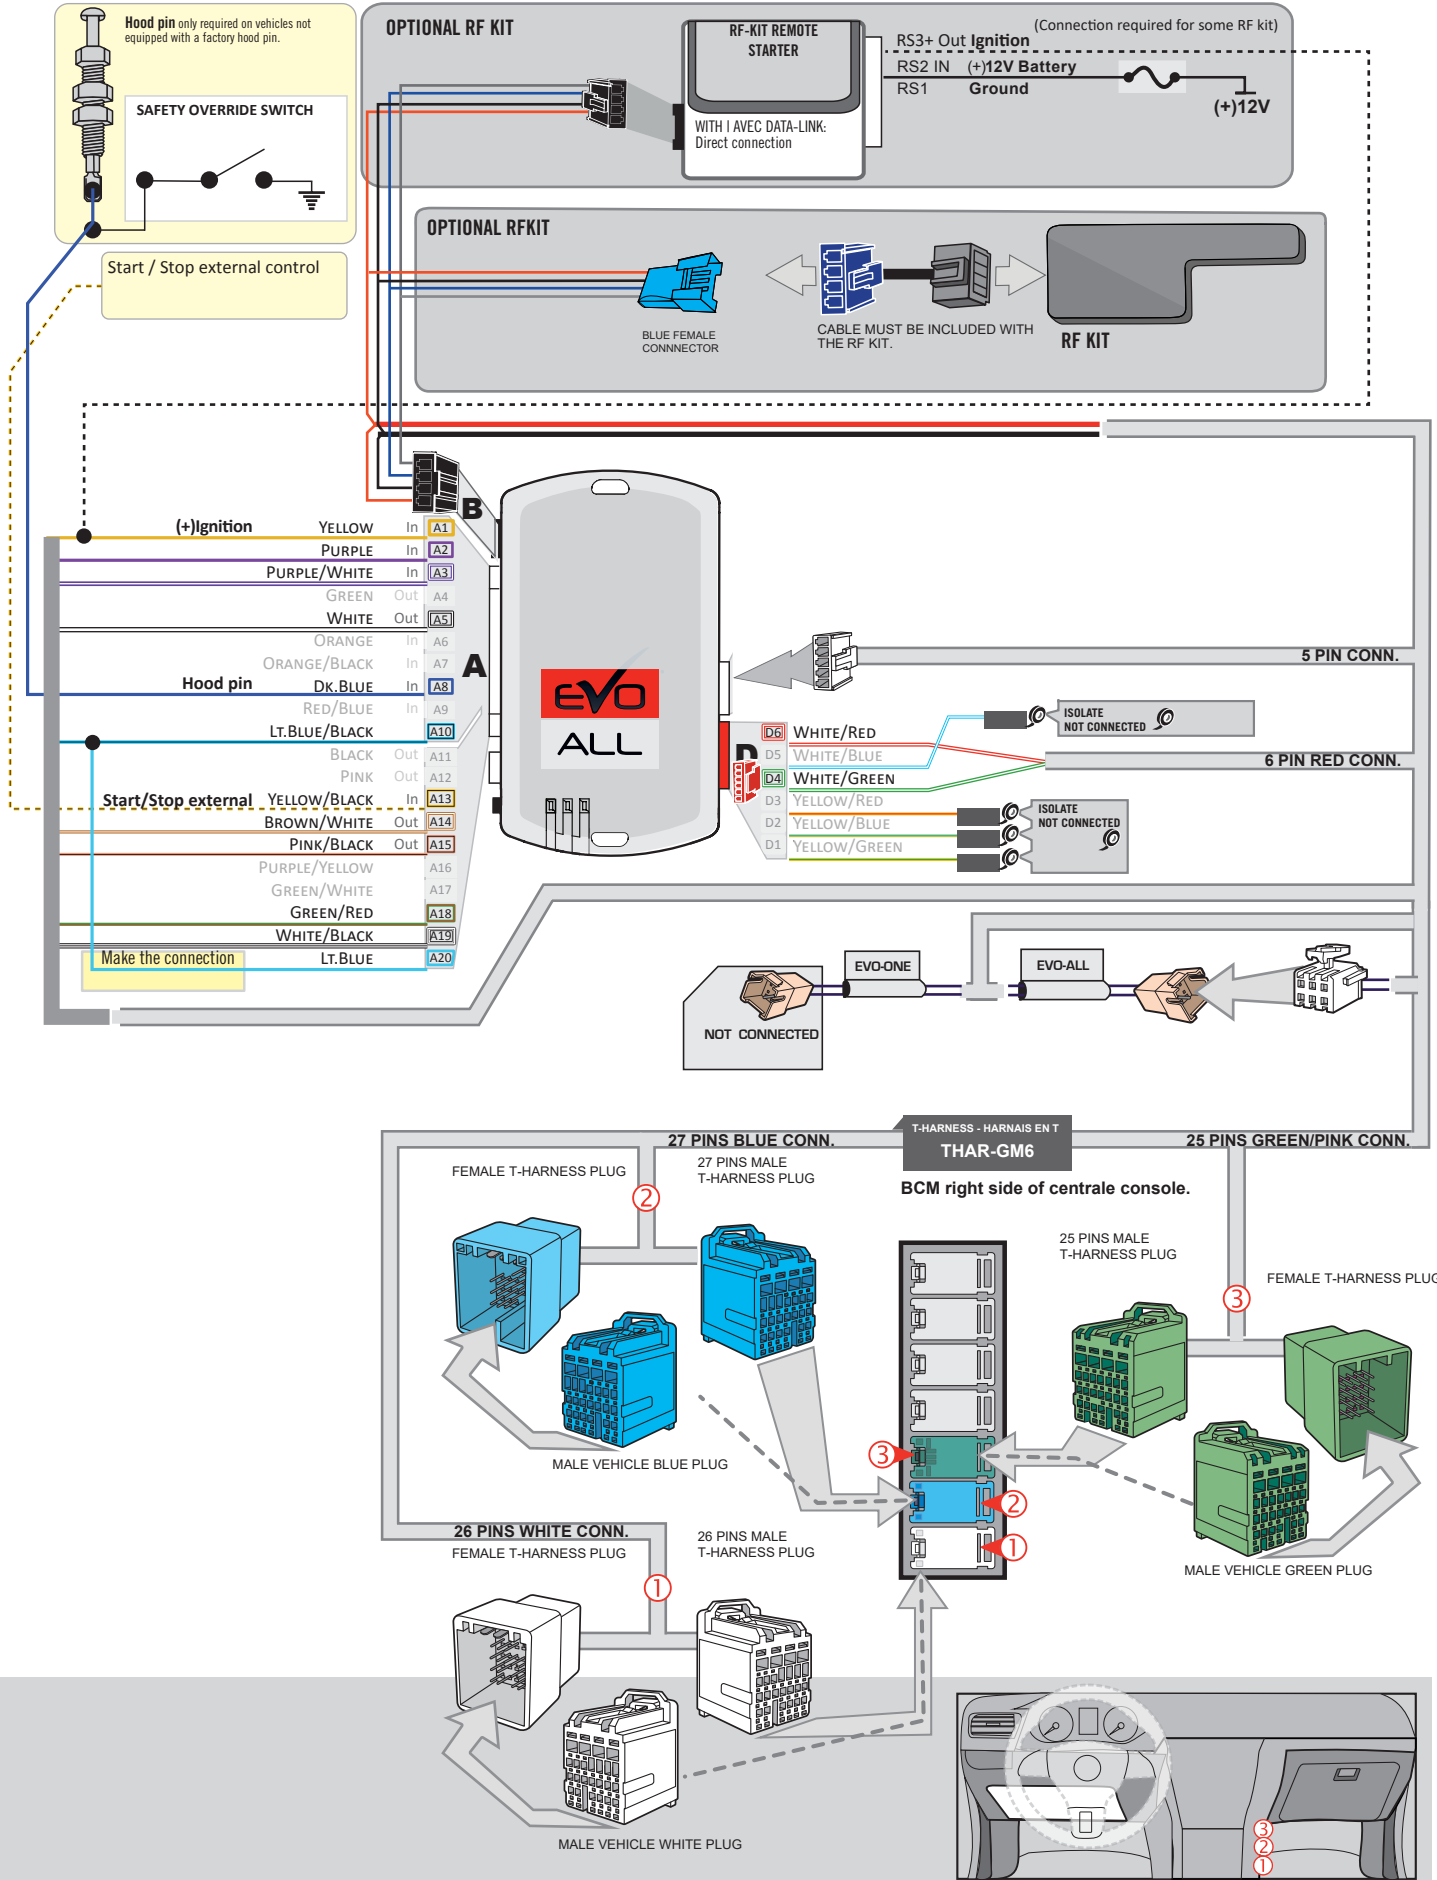 Hood pin only required on vehicles not
equipped with a factory hood pin.
SAFETY OVERRIDE SWITCH
Start / Stop external control
OPTIONAL RF KIT
RF-KIT REMOTE
STARTER
WITH | AVEC DATA-LINK:
Direct connection
(Connection required for some RF kit)
RS3+ Out Ignition
RS2 IN (+)12V Battery
RS1 Ground
(+)12V
OPTIONAL RFKIT
BLUE FEMALE
CONNNECTOR
CABLE MUST BE INCLUDED WITH
THE RF KIT.
RF KIT
B
A
(+)Ignition YELLOW In A1
PURPLE In A2
PURPLE/WHITE In A3
GREEN Out A4
WHITE Out A5
ORANGE In A6
ORANGE/BLACK In A7
Hood pin DK.BLUE In A8
RED/BLUE In A9
LT.BLUE/BLACK A10
BLACK Out A11
PINK Out A12
Start/Stop external YELLOW/BLACK In A13
BROWN/WHITE Out A14
PINK/BLACK Out A15
PURPLE/YELLOW A16
GREEN/WHITE A17
GREEN/RED A18
WHITE/BLACK A19
Make the connection LT.BLUE A20
EVO
ALL
D
D6 WHITE/RED
D5 WHITE/BLUE
D4 WHITE/GREEN
D3 YELLOW/RED
D2 YELLOW/BLUE
D1 YELLOW/GREEN
5 PIN CONN.
ISOLATE
NOT CONNECTED
6 PIN RED CONN.
ISOLATE
NOT CONNECTED
EVO-ONE
EVO-ALL
NOT CONNECTED
T-HARNESS - HARNAIS EN T
THAR-GM6
27 PINS BLUE CONN.
25 PINS GREEN/PINK CONN.
FEMALE T-HARNESS PLUG
27 PINS MALE
T-HARNESS PLUG
2
BCM right side of centrale console.
25 PINS MALE
T-HARNESS PLUG
FEMALE T-HARNESS PLUG
3
MALE VEHICLE BLUE PLUG
3
2
1
26 PINS WHITE CONN.
FEMALE T-HARNESS PLUG
26 PINS MALE
T-HARNESS PLUG
1
MALE VEHICLE GREEN PLUG
MALE VEHICLE WHITE PLUG
3
2
1